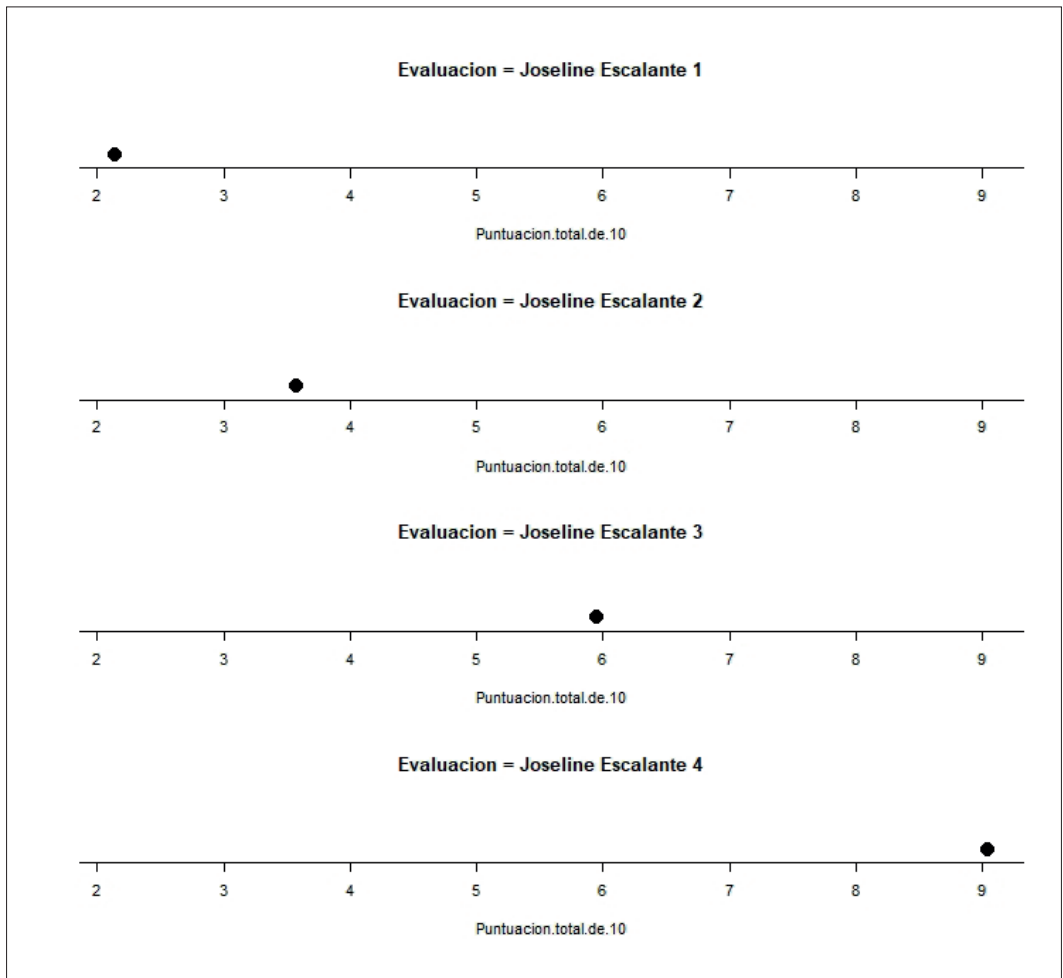 Evaluacion = Joseline Escalante 1
2 3 4 5 6 7 8 9
Puntuacion.total.de.10
Evaluacion = Joseline Escalante 2
2 3 4 5 6 7 8 9
Puntuacion.total.de.10
Evaluacion = Joseline Escalante 3
2 3 4 5 6 7 8 9
Puntuacion.total.de.10
Evaluacion = Joseline Escalante 4
2 3 4 5 6 7 8 9
Puntuacion.total.de.10